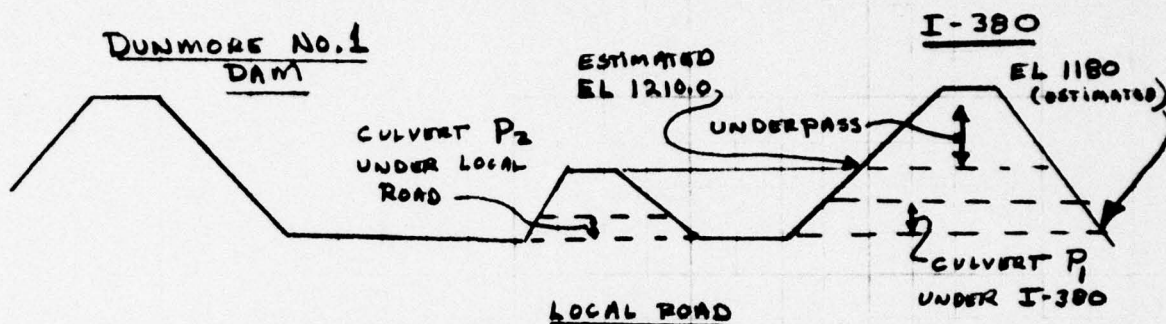 DUNMORE NO.1
DAM
I-380
ESTIMATED
EL 1210.0
EL 1180
(ESTIMATED)
UNDERPASS
CULVERT P2
UNDER LOCAL
ROAD
CULVERT P1
UNDER I-380
LOCAL ROAD